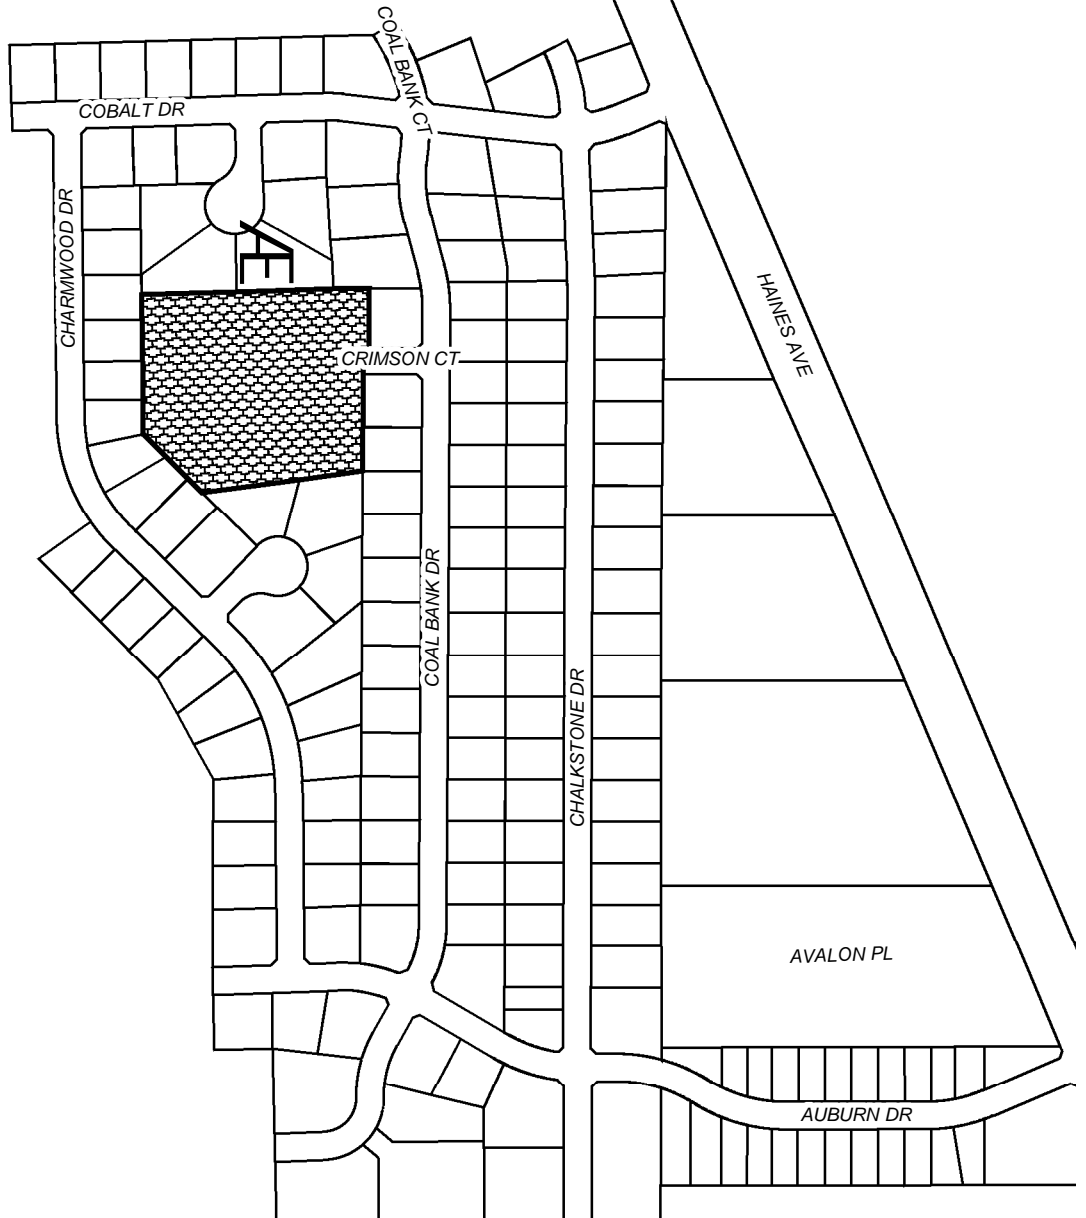 COAL BANK CT
COBALT DR
CHARMWOOD DR
HAINES AVE
CRIMSON CT
COAL BANK DR
CHALKSTONE DR
AVALON PL
AUBURN DR